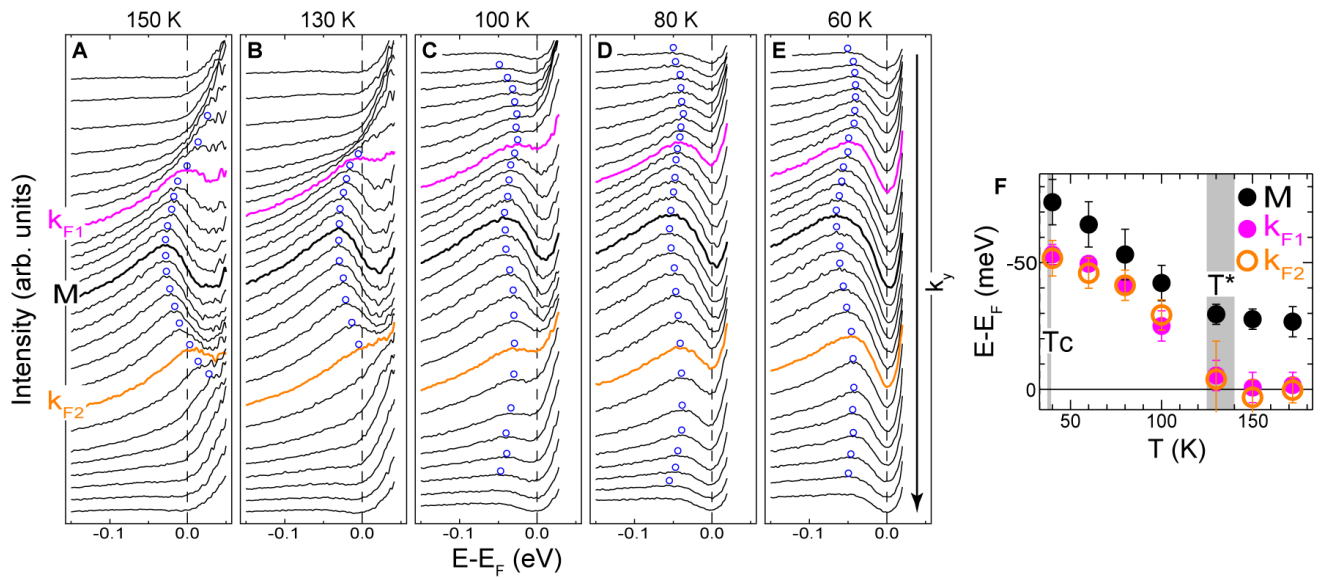 150 K
130 K
100 K
80 K
60 K
A
B
C
D
E
Intensity (arb. units)
kF1
M
kF2
ky
-0.1 0.0
-0.1 0.0
-0.1 0.0
-0.1 0.0
-0.1 0.0
E-EF (eV)
F
M
kF1
kF2
T*
Tc
E-EF (meV)
-50
0
50 100 150
T (K)